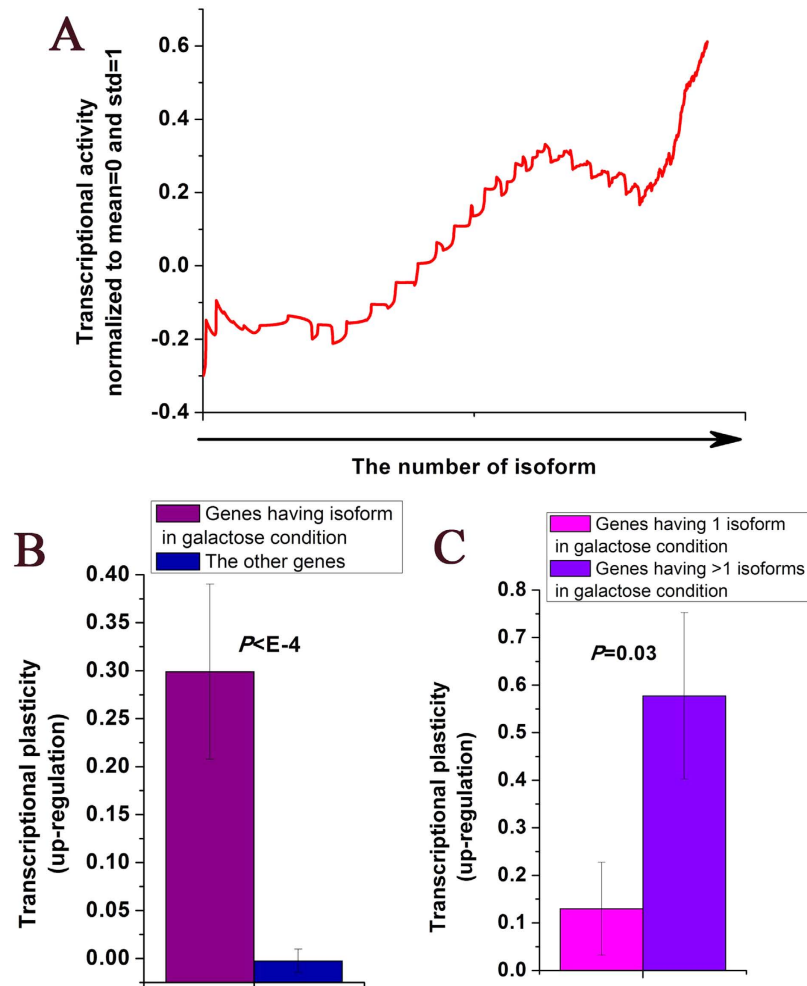 A
Transcriptional activity
normalized to mean=0 and std=1
0.6
0.4
0.2
0.0
-0.2
-0.4
The number of isoform
B
Genes having isoform
in galactose condition
The other genes
Transcriptional plasticity
(up-regulation)
0.40
0.35
0.30
0.25
0.20
0.15
0.10
0.05
0.00
P<E-4
C
Genes having 1 isoform
in galactose condition
Genes having >1 isoforms
in galactose condition
Transcriptional plasticity
(up-regulation)
0.8
0.7
0.6
0.5
0.4
0.3
0.2
0.1
0.0
P=0.03